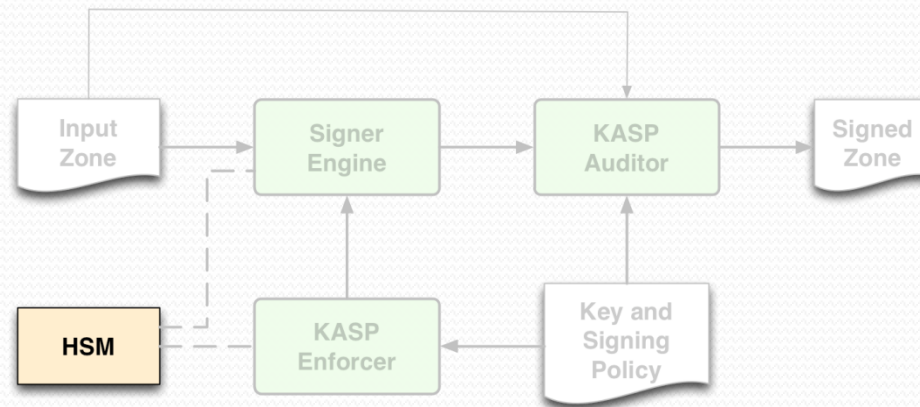 Input
Zone
Signer
Engine
KASP
Auditor
Signed
Zone
HSM
KASP
Enforcer
Key and
Signing
Policy